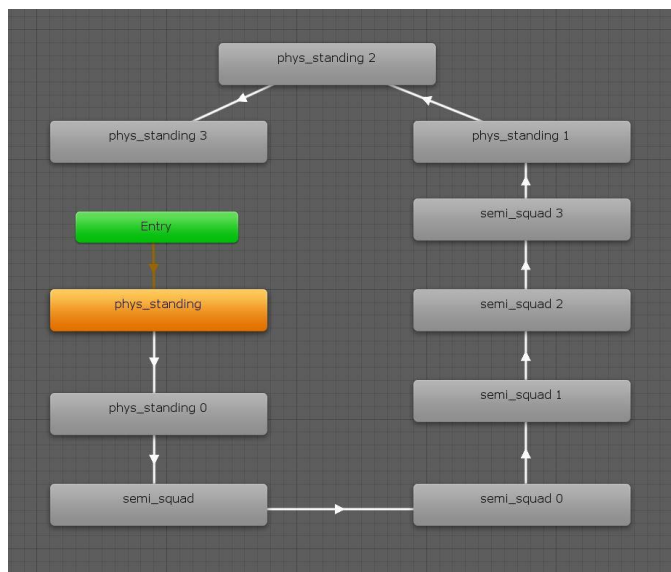 phys_standing 2
phys_standing 3
phys_standing 1
semi_squad 3
Entry
phys_standing
semi_squad 2
phys_standing 0
semi_squad 1
semi_squad
semi_squad 0